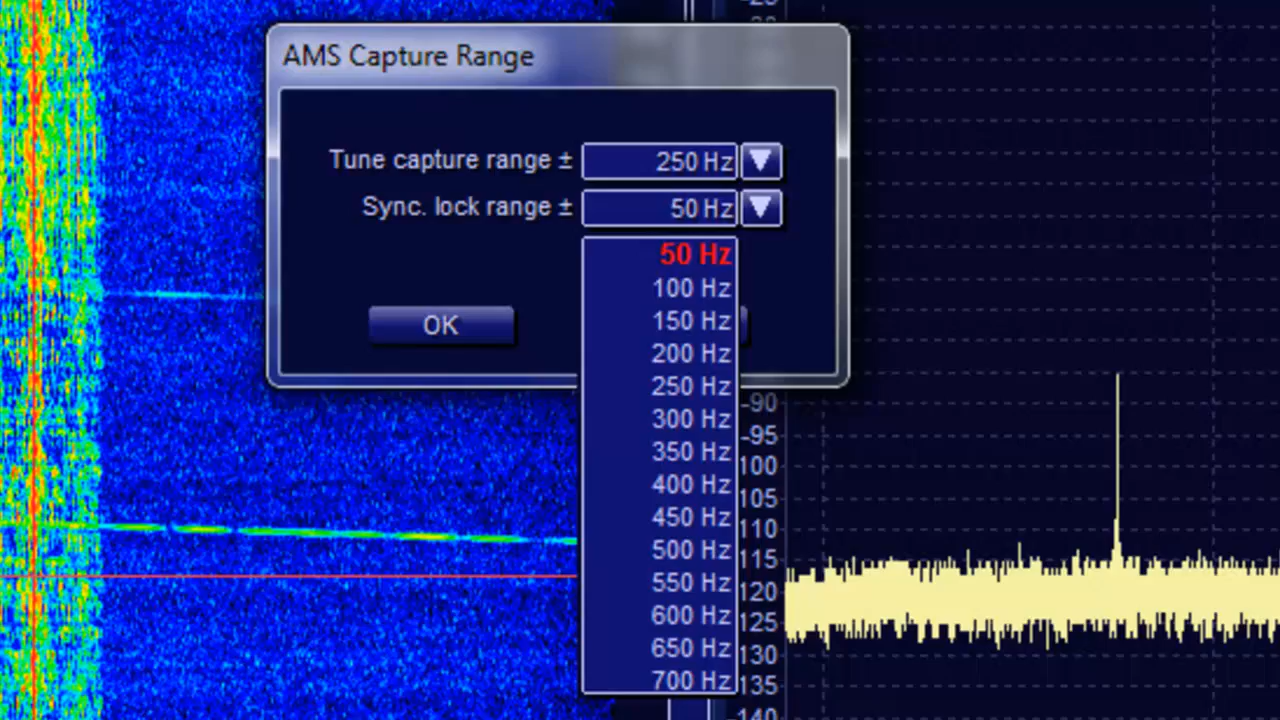 AMS Capture Range
Tune capture range ± 250 Hz
Sync. lock range ± 50 Hz
50 Hz
100 Hz
150 Hz
200 Hz
250 Hz
300 Hz
350 Hz
400 Hz
450 Hz
500 Hz
550 Hz
600 Hz
650 Hz
700 Hz
OK
-90
-95
100
105
110
115
120
125
130
135
140